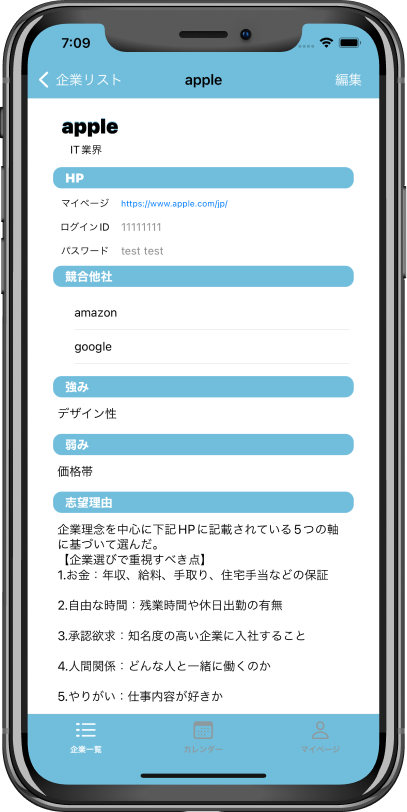 7:09
企業リスト
apple
編集
apple
IT業界
HP
マイページ https://www.apple.com/jp/
ログインID 11111111
パスワード test test
競合他社
amazon
google
強み
デザイン性
弱み
価格帯
志望理由
企業理念を中心に下記HPに記載されている5つの軸
に基づいて選んだ。
【企業選びで重視すべき点】
1.お金：年収、給料、手取り、住宅手当などの保証
2.自由な時間：残業時間や休日出勤の有無
3.承認欲求：知名度の高い企業に入社すること
4.人間関係：どんな人と一緒に働くのか
5.やりがい：仕事内容が好きか
企業一覧
カレンダー
マイページ